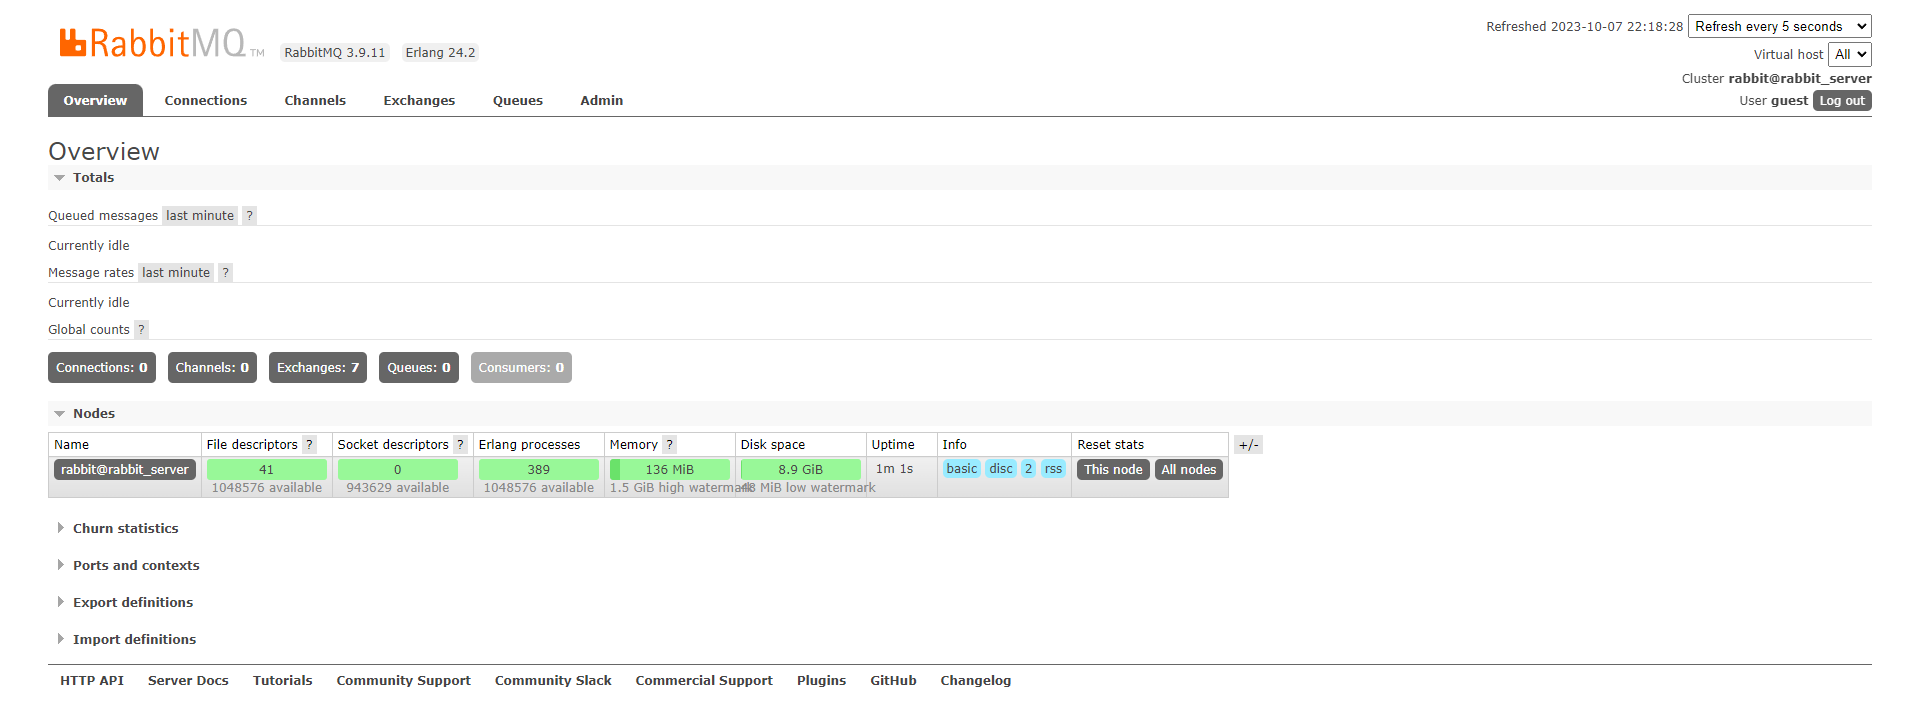 RabbitMQ TM RabbitMQ 3.9.11 Erlang 24.2
Refreshed 2023-10-07 22:18:28 Refresh every 5 seconds
Virtual host All
Cluster rabbit@rabbit_server
User guest Log out
Overview Connections Channels Exchanges Queues Admin
Overview
Totals
Queued messages last minute ?
Currently idle
Message rates last minute ?
Currently idle
Global counts ?
Connections: 0 Channels: 0 Exchanges: 7 Queues: 0 Consumers: 0
Nodes
Name File descriptors ? Socket descriptors ? Erlang processes Memory ? Disk space Uptime Info Reset stats +/-
rabbit@rabbit_server 41 0 389 136 MiB 8.9 GiB 1m 1s basic disc 2 rss This node All nodes
1048576 available 943629 available 1048576 available 1.5 GiB high watermark 48 MiB low watermark
Churn statistics
Ports and contexts
Export definitions
Import definitions
HTTP API Server Docs Tutorials Community Support Community Slack Commercial Support Plugins GitHub Changelog